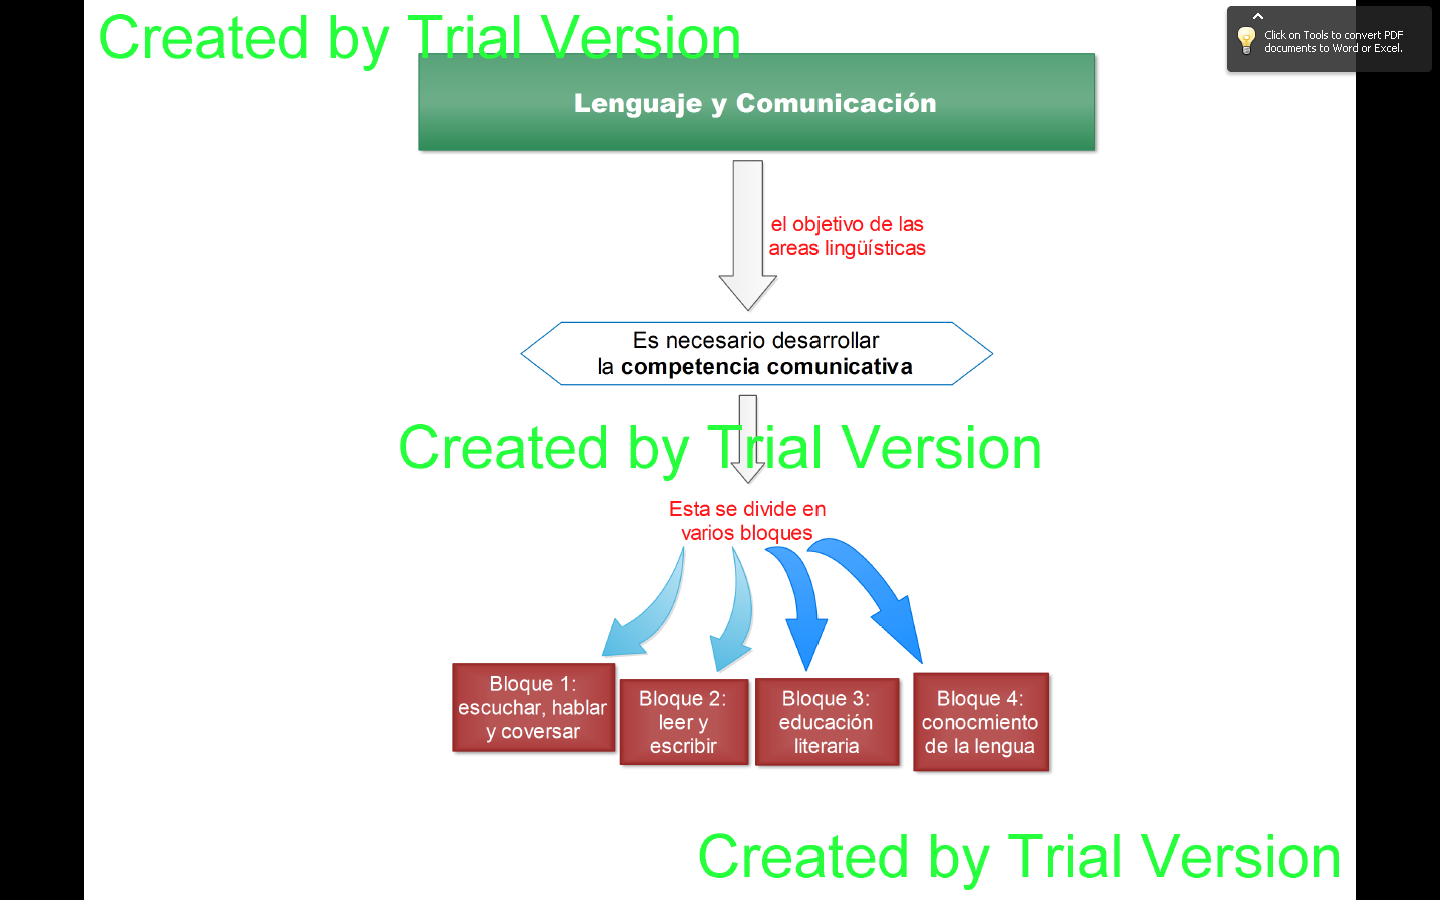 Created by Trial Version
Click on Tools to convert PDF
documents to Word or Excel.
Lenguaje y Comunicación
el objetivo de las
areas lingüísticas
Es necesario desarrollar
la competencia comunicativa
Created by Trial Version
Esta se divide en
varios bloques
Bloque 1:
escuchar, hablar
y coversar
Bloque 2:
leer y
escribir
Bloque 3:
educación
literaria
Bloque 4:
conocmiento
de la lengua
Created by Trial Version